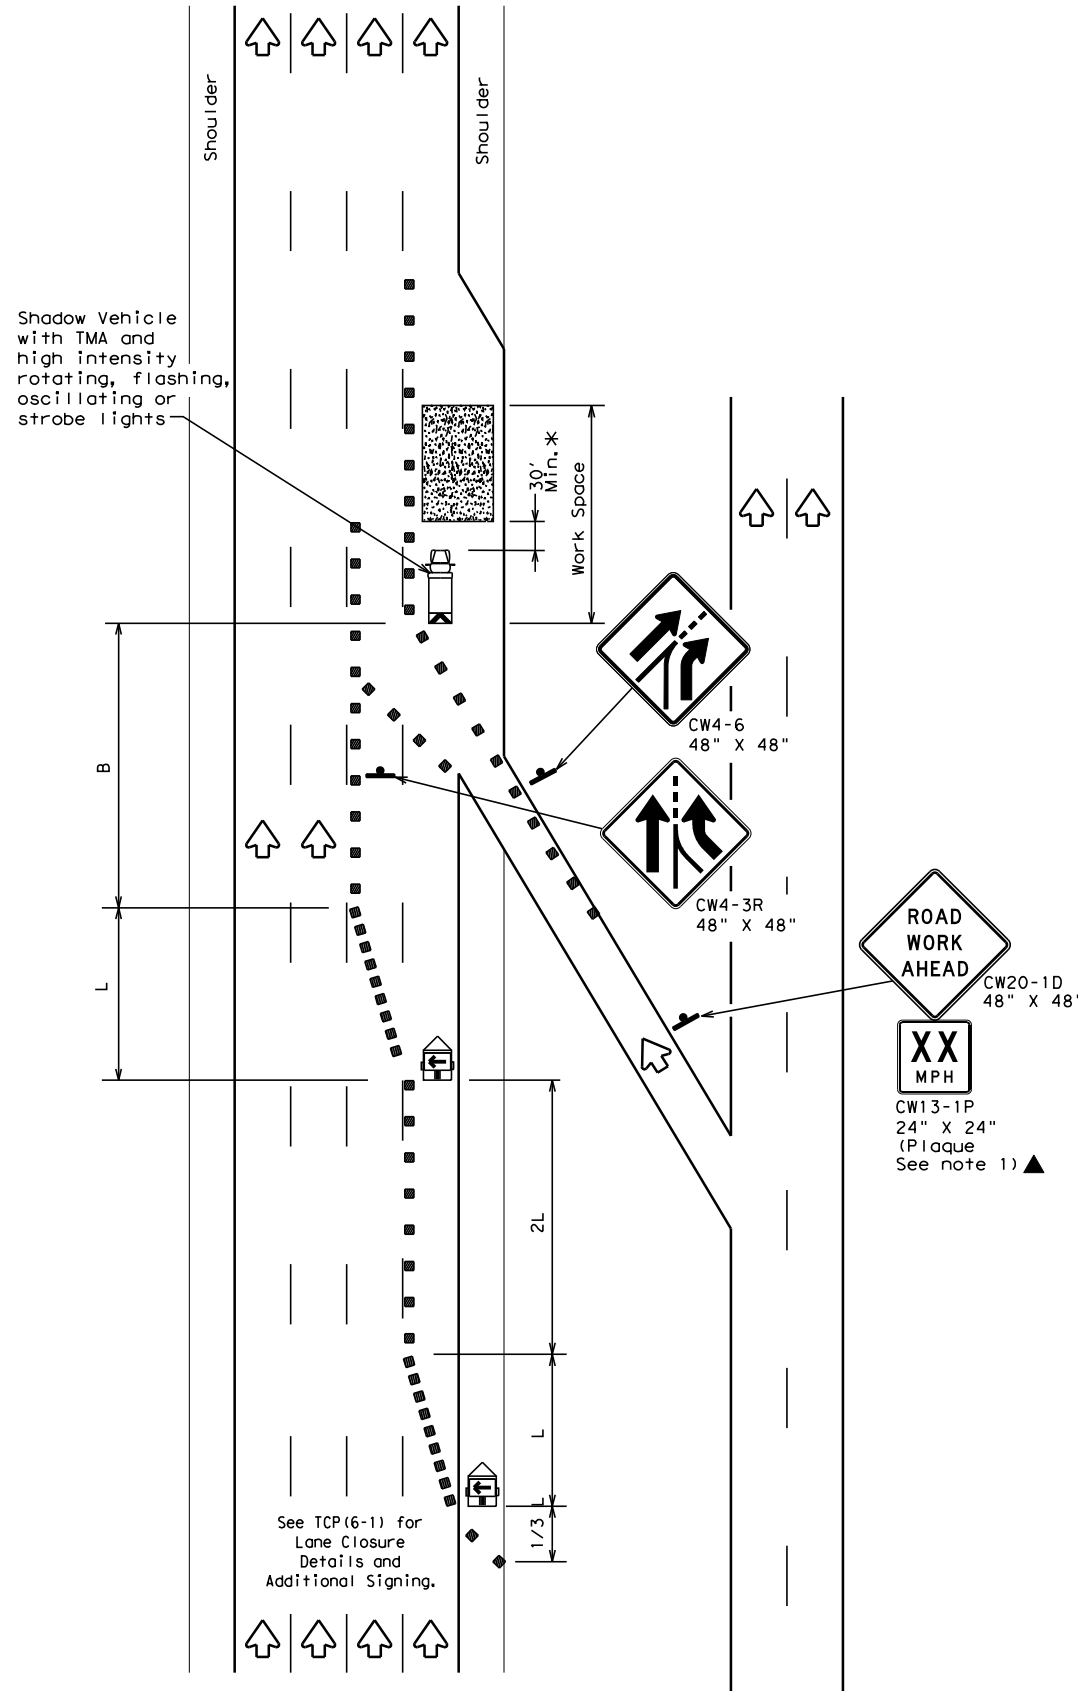 Shoulder
Shoulder
Shadow Vehicle
with TMA and
high intensity
rotating, flashing,
oscillating or
strobe lights
30'
Min.*
Work Space
CW4-6
48" X 48"
B
CW4-3R
48" X 48"
ROAD
WORK
AHEAD
CW20-1D
48" X 48"
L
XX
MPH
CW13-1P
24" X 24"
(Plaque
See note 1)▲
2L
L
1/3 L
See TCP(6-1) for
Lane Closure
Details and
Additional Signing.